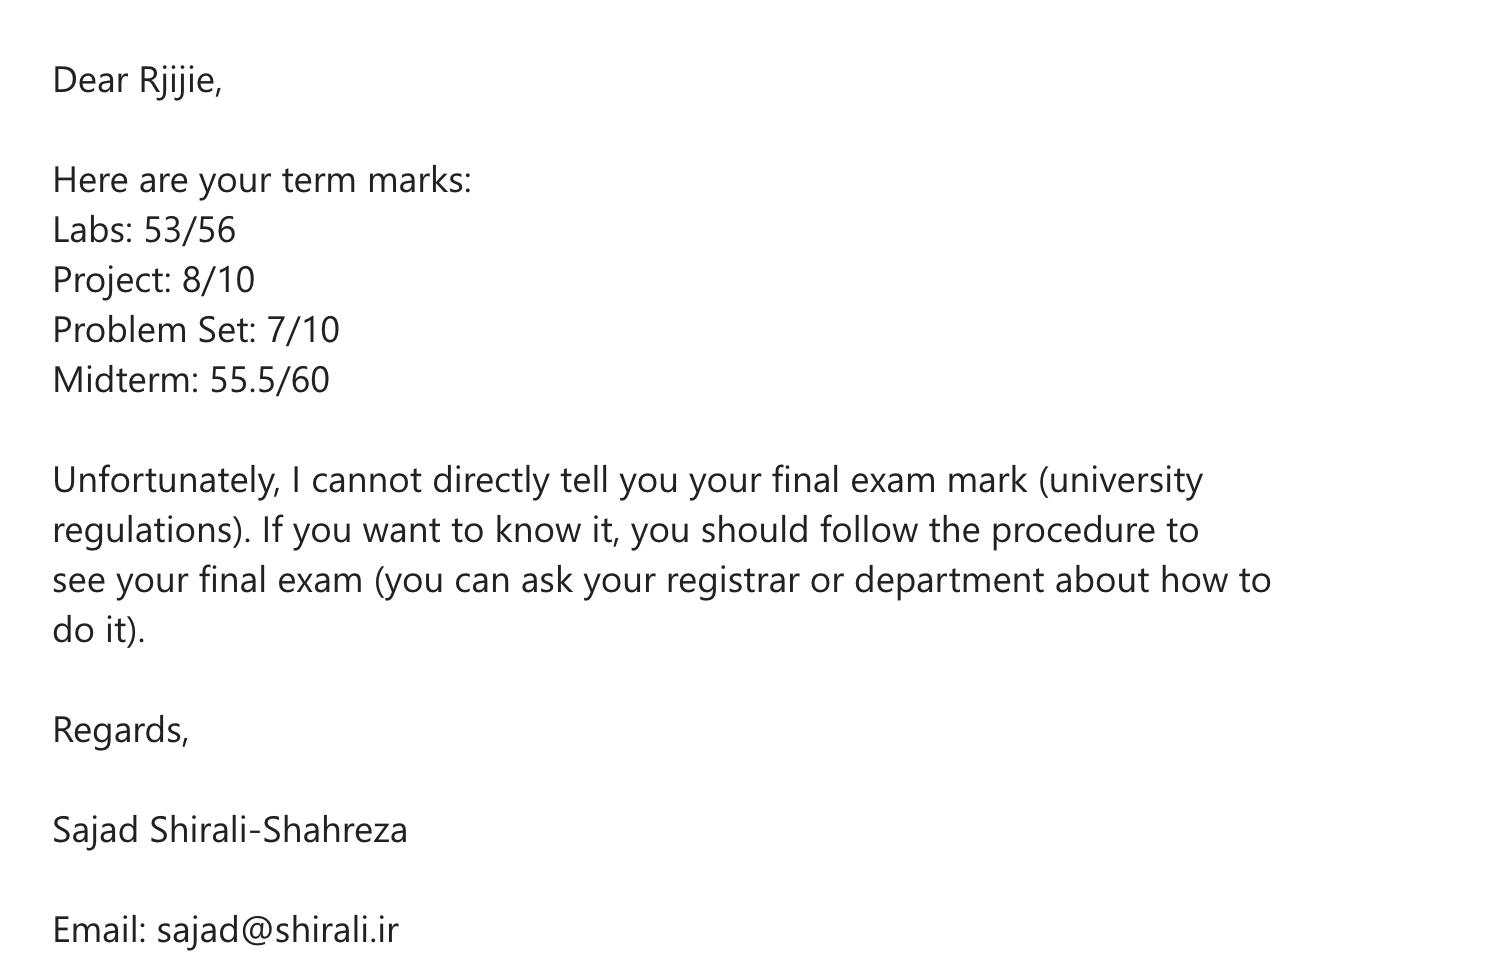 Dear Rjijie,
Here are your term marks:
Labs: 53/56
Project: 8/10
Problem Set: 7/10
Midterm: 55.5/60
Unfortunately, I cannot directly tell you your final exam mark (university
regulations). If you want to know it, you should follow the procedure to
see your final exam (you can ask your registrar or department about how to
do it).
Regards,
Sajad Shirali-Shahreza
Email: sajad@shirali.ir